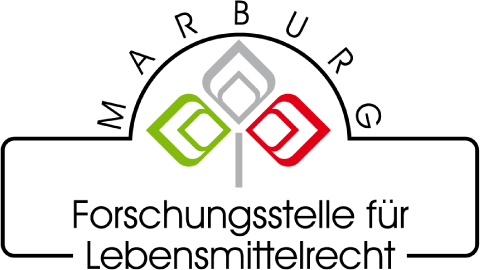 MARBURG
Forschungsstelle für
Lebensmittelrecht